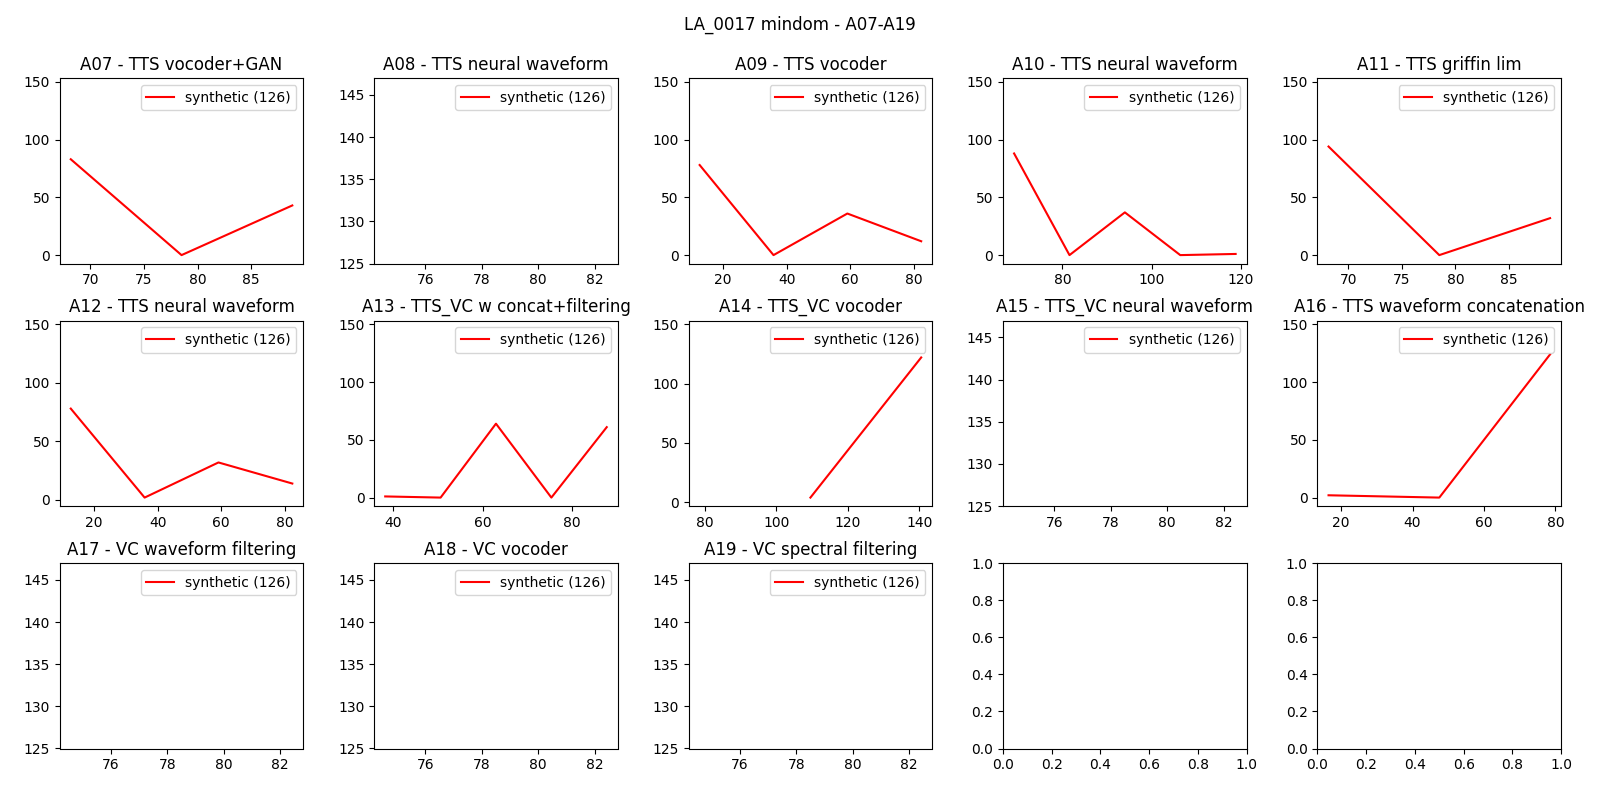 LA_0017 mindom - A07-A19
A07 - TTS vocoder+GAN
synthetic (126)
150
100
50
0
70 75 80 85
A08 - TTS neural waveform
synthetic (126)
145
140
135
130
125
76 78 80 82
A09 - TTS vocoder
synthetic (126)
150
100
50
0
20 40 60 80
A10 - TTS neural waveform
synthetic (126)
150
100
50
0
80 100 120
A11 - TTS griffin lim
synthetic (126)
150
100
50
0
70 75 80 85
A12 - TTS neural waveform
synthetic (126)
150
100
50
0
20 40 60 80
A13 - TTS_VC w concat+filtering
synthetic (126)
150
100
50
0
40 60 80
A14 - TTS_VC vocoder
synthetic (126)
150
100
50
0
80 100 120 140
A15 - TTS_VC neural waveform
synthetic (126)
145
140
135
130
125
76 78 80 82
A16 - TTS waveform concatenation
synthetic (126)
150
100
50
0
20 40 60 80
A17 - VC waveform filtering
synthetic (126)
145
140
135
130
125
76 78 80 82
A18 - VC vocoder
synthetic (126)
145
140
135
130
125
76 78 80 82
A19 - VC spectral filtering
synthetic (126)
145
140
135
130
125
76 78 80 82
1.0
0.8
0.6
0.4
0.2
0.0
0.0 0.2 0.4 0.6 0.8 1.0
1.0
0.8
0.6
0.4
0.2
0.0
0.0 0.2 0.4 0.6 0.8 1.0